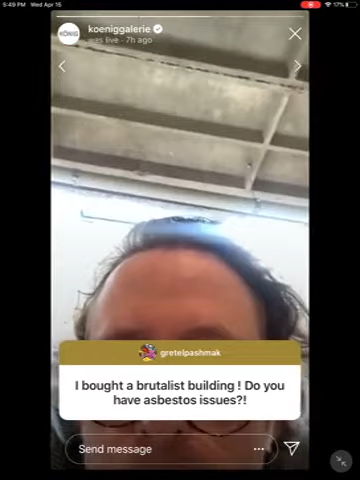 5:49 PM Wed Apr 15
17%
KÖNIG
koeniggalerie
was live · 7h ago
gretelpashmak
I bought a brutalist building ! Do you
have asbestos issues?!
Send message